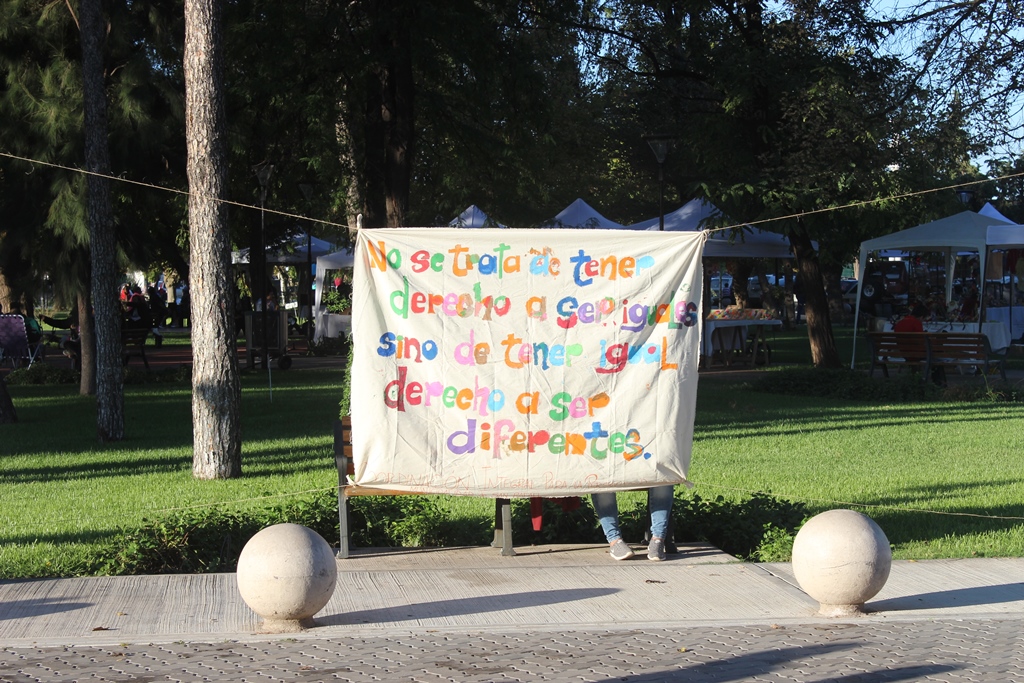 No se trata de tener
derecho a ser iguales
sino de tener igual
derecho a ser
diferentes.